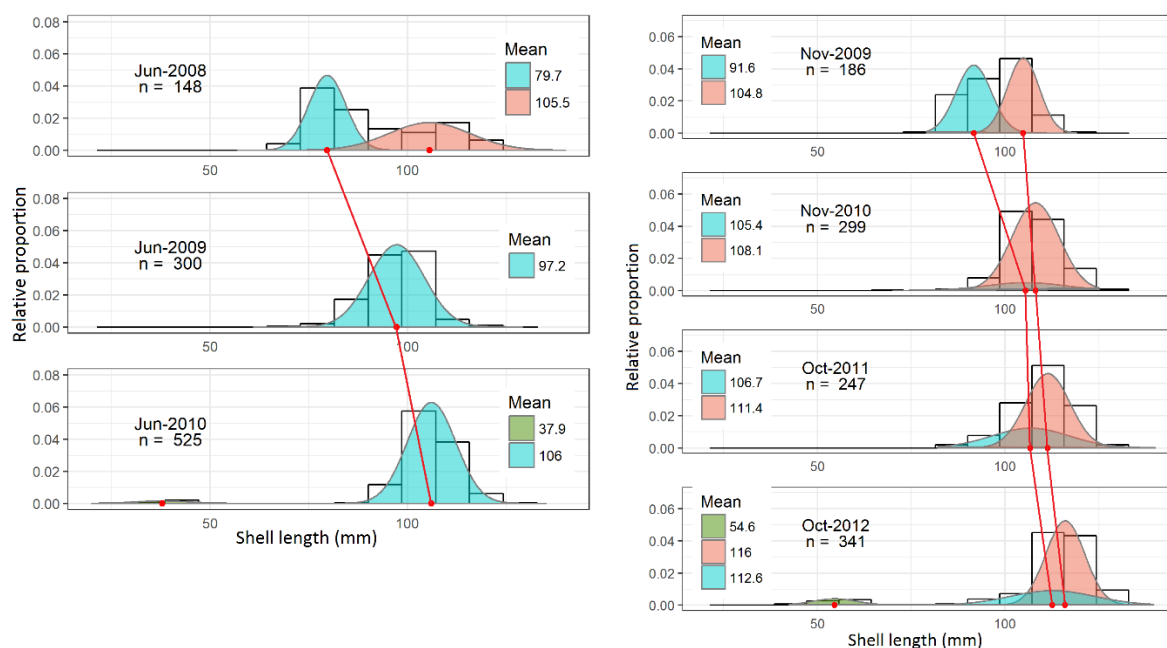 Relative proportion
0.08
0.06
0.04
0.02
0.00
Jun-2008
n = 148
Mean
79.7
105.5
50
100
0.08
0.06
0.04
0.02
0.00
Jun-2009
n = 300
Mean
97.2
50
100
0.08
0.06
0.04
0.02
0.00
Jun-2010
n = 525
Mean
37.9
106
50
100
Shell length (mm)
Relative proportion
0.06
0.04
0.02
0.00
Mean
91.6
104.8
Nov-2009
n = 186
50
100
0.06
0.04
0.02
0.00
Mean
105.4
108.1
Nov-2010
n = 299
50
100
0.06
0.04
0.02
0.00
Mean
106.7
111.4
Oct-2011
n = 247
50
100
0.06
0.04
0.02
0.00
Mean
54.6
116
112.6
Oct-2012
n = 341
50
100
Shell length (mm)